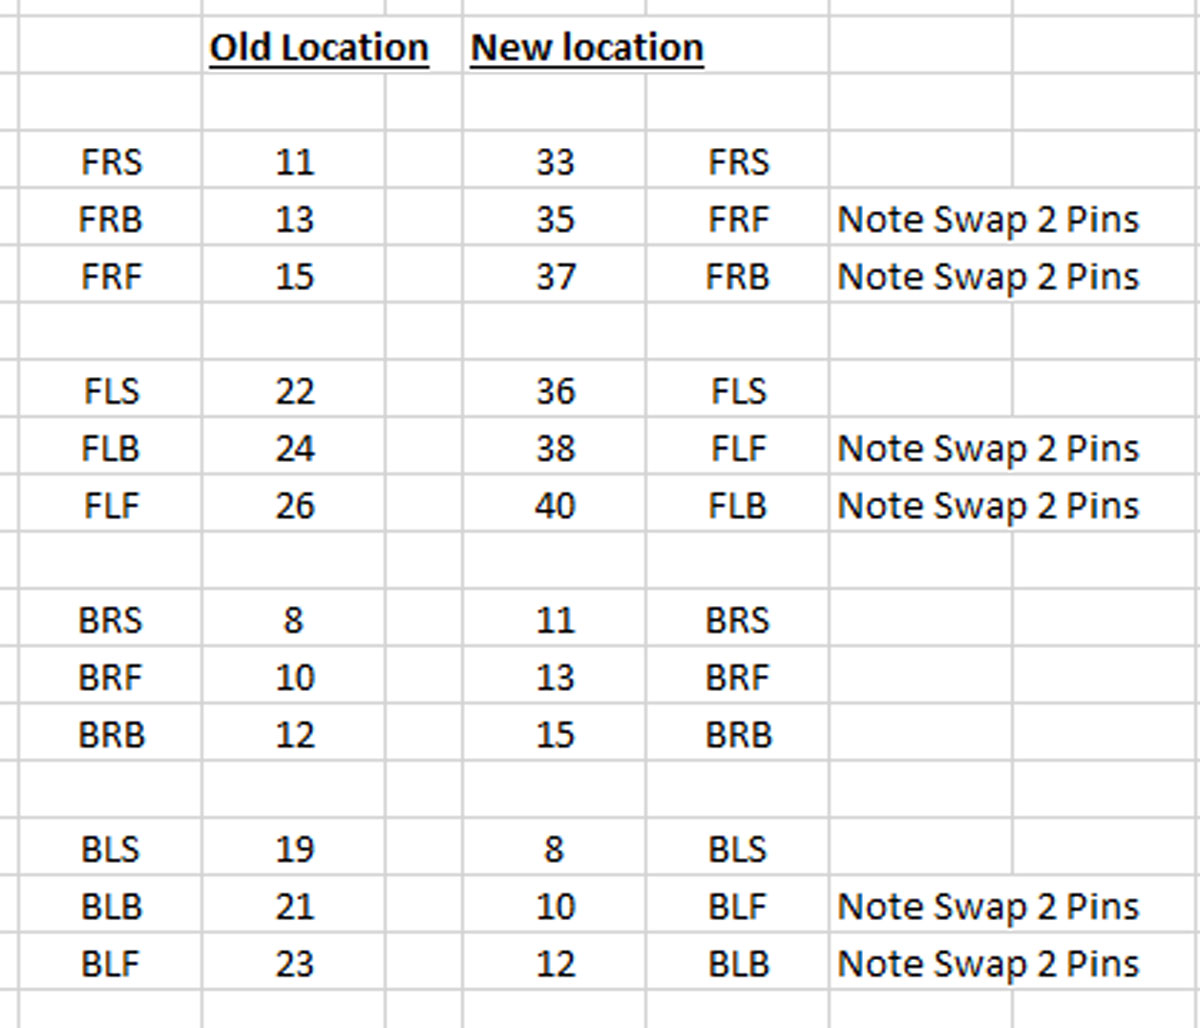 Old Location New location
FRS 11 33 FRS
FRB 13 35 FRF Note Swap 2 Pins
FRF 15 37 FRB Note Swap 2 Pins
FLS 22 36 FLS
FLB 24 38 FLF Note Swap 2 Pins
FLF 26 40 FLB Note Swap 2 Pins
BRS 8 11 BRS
BRF 10 13 BRF
BRB 12 15 BRB
BLS 19 8 BLS
BLB 21 10 BLF Note Swap 2 Pins
BLF 23 12 BLB Note Swap 2 Pins